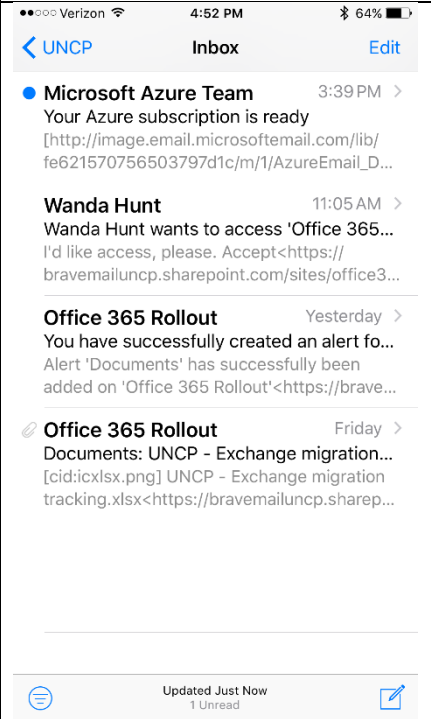 Verizon 4:52 PM 64%
UNCP Inbox Edit
Microsoft Azure Team 3:39 PM
Your Azure subscription is ready
[http://image.email.microsoftemail.com/lib/
fe621570756503797d1c/m/1/AzureEmail_D...
Wanda Hunt 11:05 AM
Wanda Hunt wants to access 'Office 365...
I'd like access, please. Accept<https://
bravemailuncp.sharepoint.com/sites/office3...
Office 365 Rollout Yesterday
You have successfully created an alert fo...
Alert 'Documents' has successfully been
added on 'Office 365 Rollout'<https://brave...
Office 365 Rollout Friday
Documents: UNCP - Exchange migration...
[cid:icxlsx.png] UNCP - Exchange migration
tracking.xlsx<https://bravemailuncp.sharep...
Updated Just Now
1 Unread